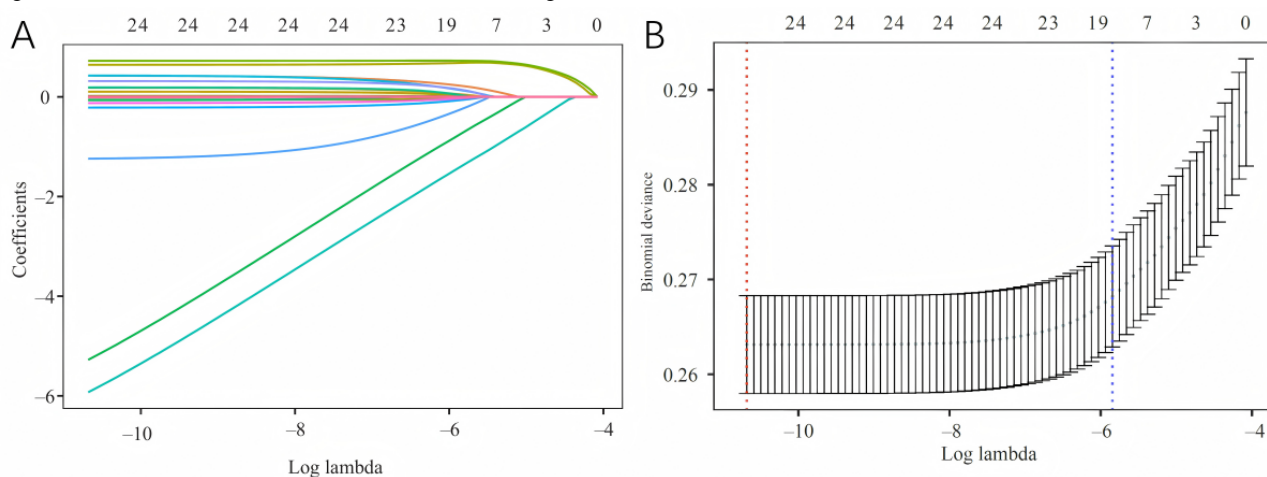 A
24 24 24 24 24 23 19 7 3 0
0
−2
−4
−6
Coefficients
−10 −8 −6 −4
Log lambda
B
24 24 24 24 24 23 19 7 3 0
0.29
0.28
0.27
0.26
Binomial deviance
−10 −8 −6 −4
Log lambda